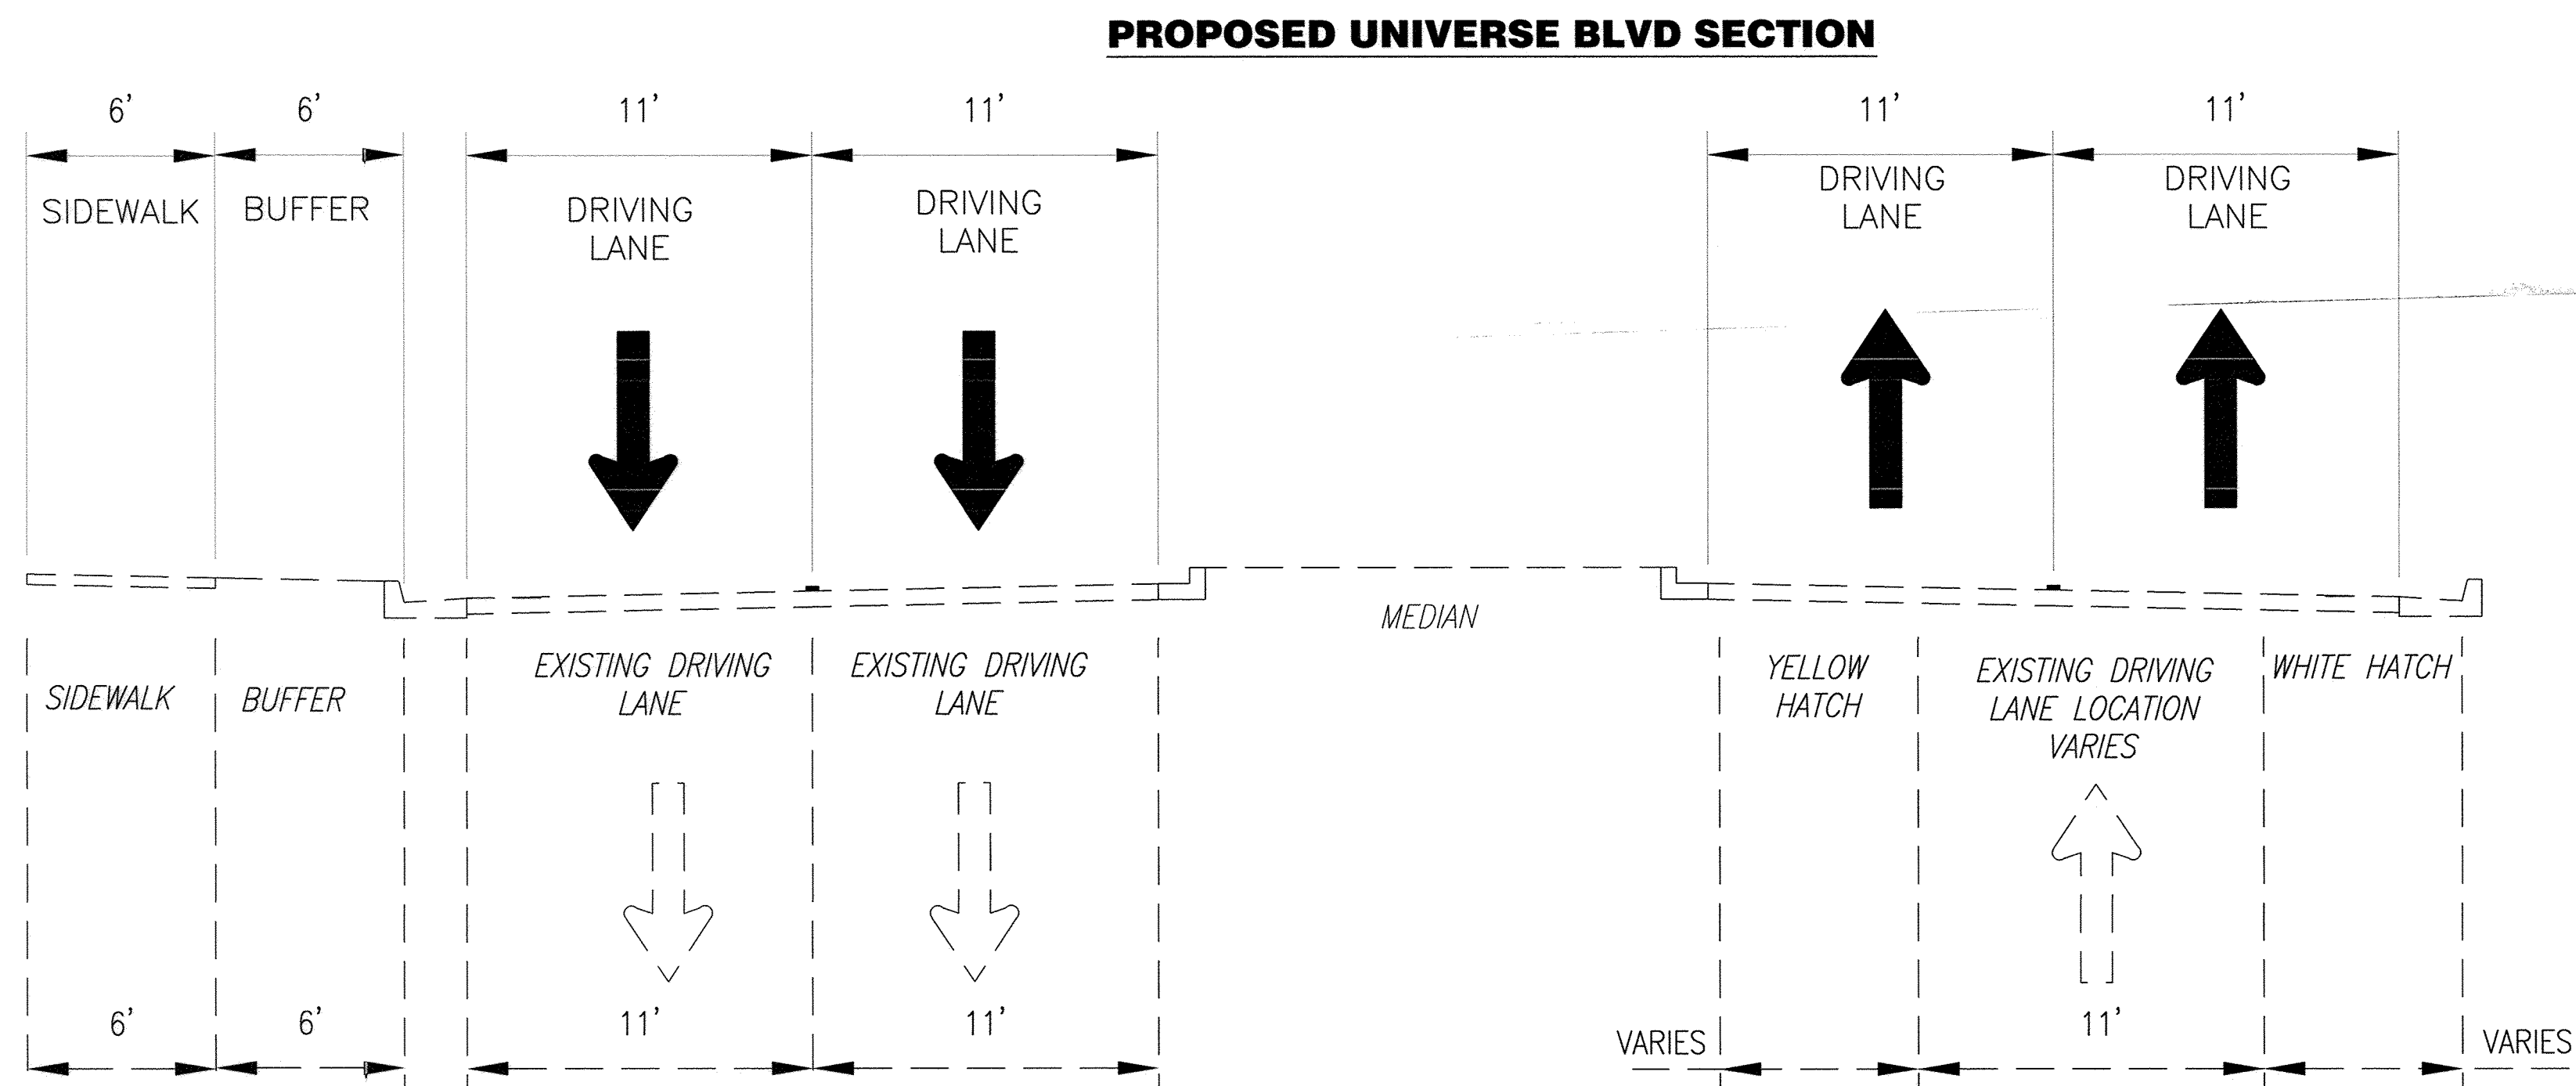 PROPOSED UNIVERSE BLVD SECTION
6' 6' 11' 11' 11' 11'
SIDEWALK BUFFER DRIVING DRIVING DRIVING DRIVING
LANE LANE LANE LANE
MEDIAN
SIDEWALK BUFFER EXISTING DRIVING EXISTING DRIVING YELLOW EXISTING DRIVING WHITE HATCH
LANE LANE HATCH LANE LOCATION
VARIES
6' 6' 11' 11' VARIES 11' VARIES